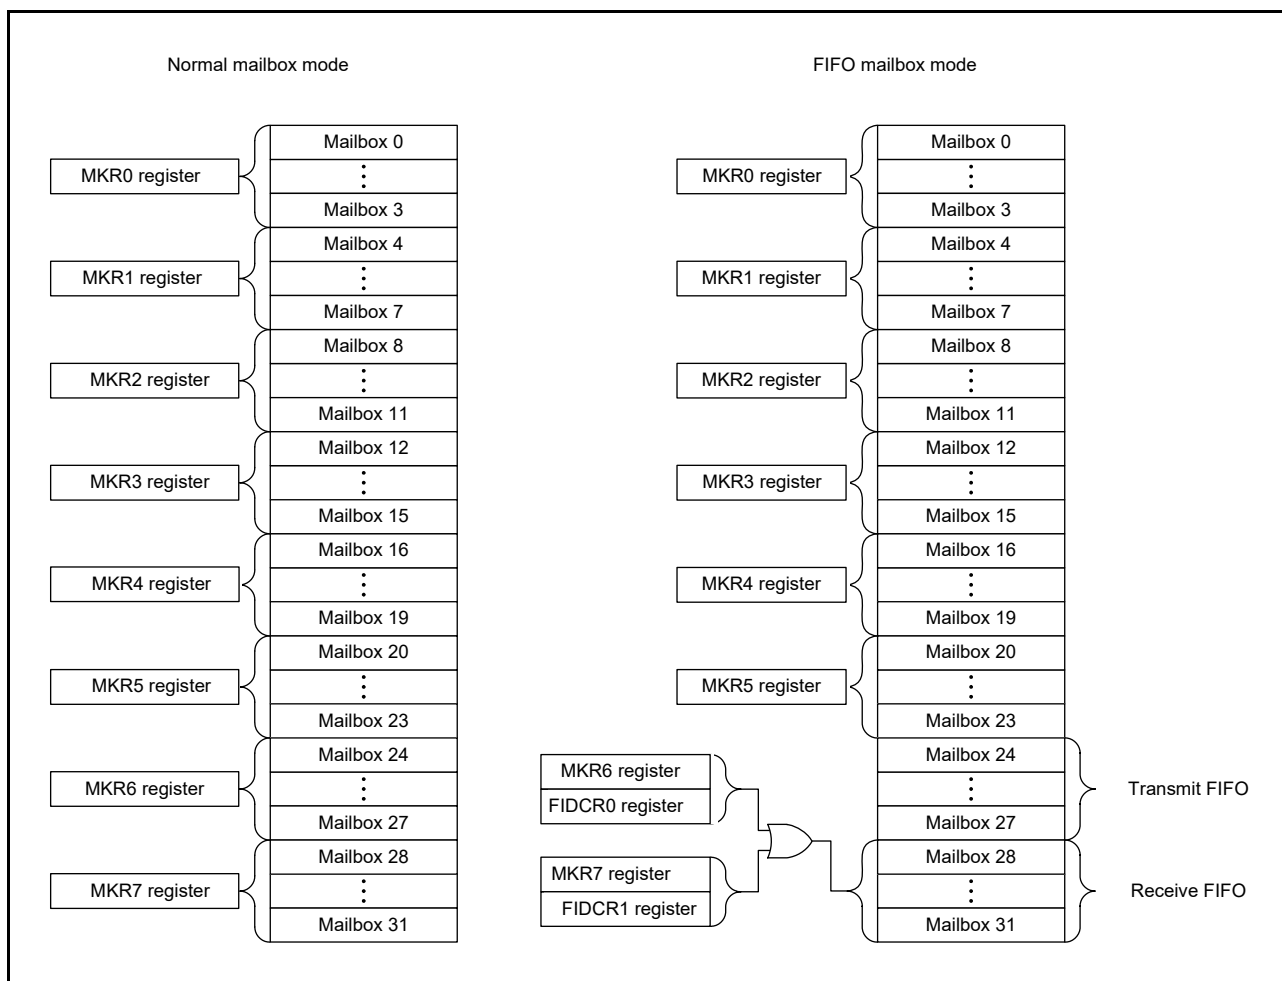 Normal mailbox mode
MKR0 register
MKR1 register
MKR2 register
MKR3 register
MKR4 register
MKR5 register
MKR6 register
MKR7 register
Mailbox 0
Mailbox 3
Mailbox 4
Mailbox 7
Mailbox 8
Mailbox 11
Mailbox 12
Mailbox 15
Mailbox 16
Mailbox 19
Mailbox 20
Mailbox 23
Mailbox 24
Mailbox 27
Mailbox 28
Mailbox 31
FIFO mailbox mode
MKR0 register
MKR1 register
MKR2 register
MKR3 register
MKR4 register
MKR5 register
MKR6 register
FIDCR0 register
MKR7 register
FIDCR1 register
Mailbox 0
Mailbox 3
Mailbox 4
Mailbox 7
Mailbox 8
Mailbox 11
Mailbox 12
Mailbox 15
Mailbox 16
Mailbox 19
Mailbox 20
Mailbox 23
Mailbox 24
Mailbox 27
Mailbox 28
Mailbox 31
Transmit FIFO
Receive FIFO